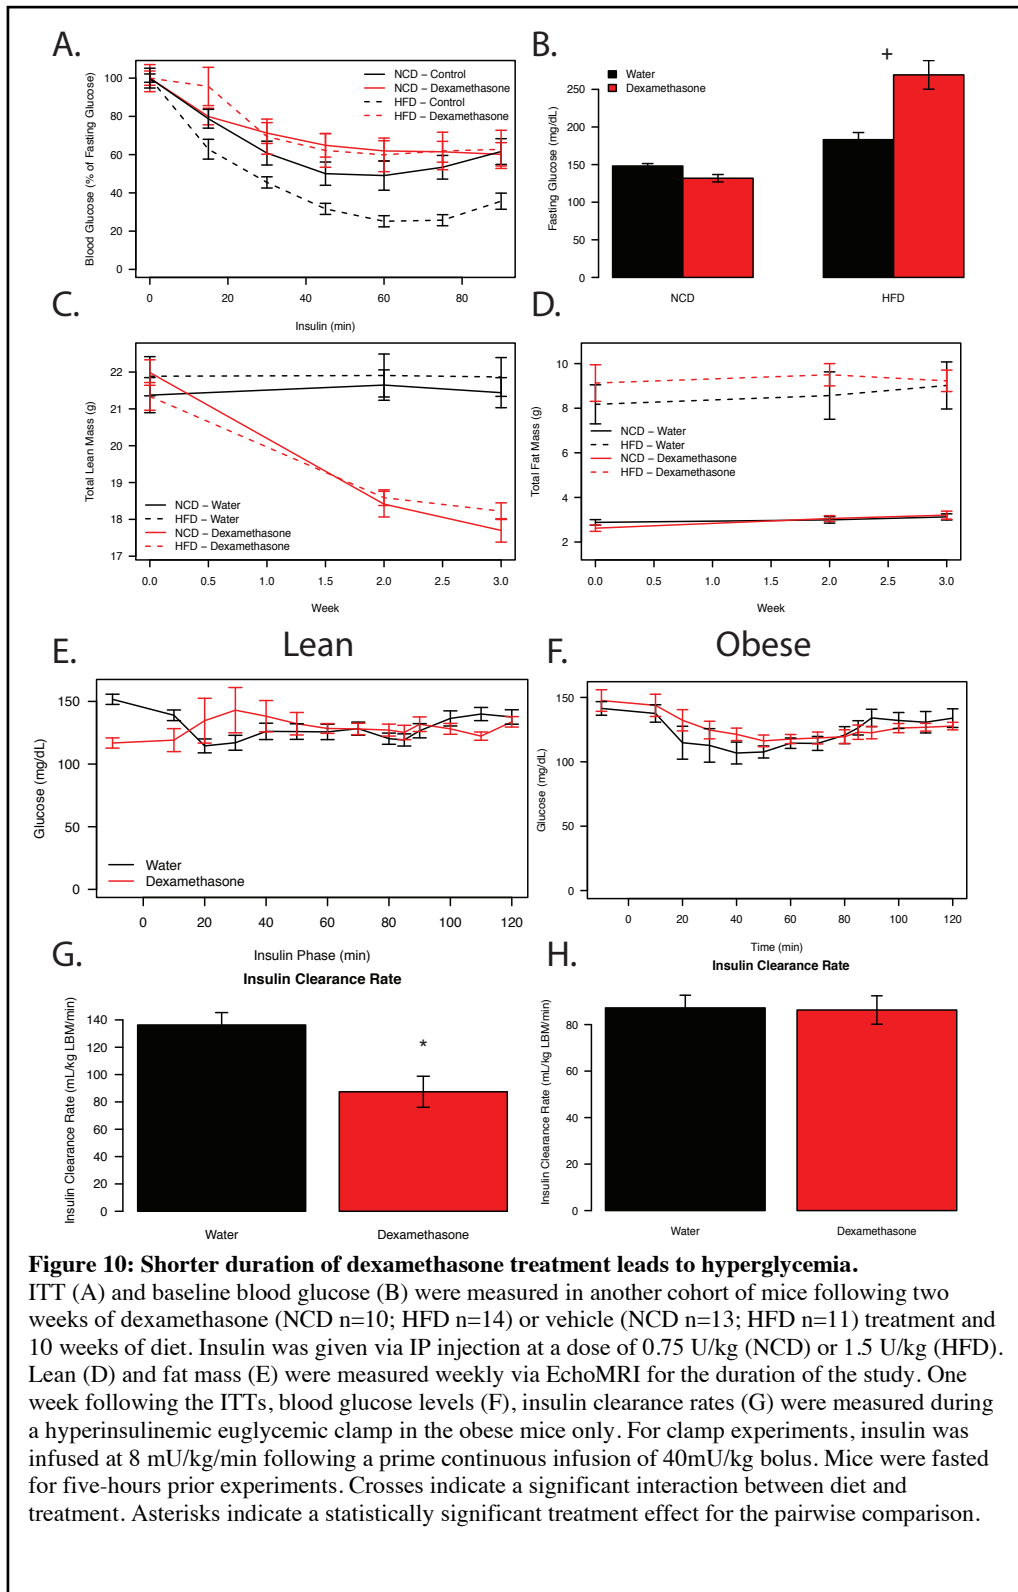 A.
Blood Glucose (% of Fasting Glucose)
100
80
60
40
20
0
NCD – Control
NCD – Dexamethasone
HFD – Control
HFD – Dexamethasone
0 20 40 60 80
Insulin (min)
B.
Fasting Glucose (mg/dL)
250
200
150
100
50
0
Water
Dexamethasone
+
NCD HFD
C.
Total Lean Mass (g)
22
21
20
19
18
17
NCD – Water
HFD – Water
NCD – Dexamethasone
HFD – Dexamethasone
0.0 0.5 1.0 1.5 2.0 2.5 3.0
Week
D.
Total Fat Mass (g)
10
8
6
4
2
NCD – Water
HFD – Water
NCD – Dexamethasone
HFD – Dexamethasone
0.0 0.5 1.0 1.5 2.0 2.5 3.0
Week
E.
Lean
Glucose (mg/dL)
150
100
50
0
Water
Dexamethasone
0 20 40 60 80 100 120
Insulin Phase (min)
F.
Obese
Glucose (mg/dL)
150
100
50
0
0 20 40 60 80 100 120
Time (min)
G.
Insulin Clearance Rate
Insulin Clearance Rate (mL/kg LBM/min)
140
120
100
80
60
40
20
0
*
Water Dexamethasone
H.
Insulin Clearance Rate
Insulin Clearance Rate (mL/kg LBM/min)
80
60
40
20
0
Water Dexamethasone
Figure 10: Shorter duration of dexamethasone treatment leads to hyperglycemia.
ITT (A) and baseline blood glucose (B) were measured in another cohort of mice following two
weeks of dexamethasone (NCD n=10; HFD n=14) or vehicle (NCD n=13; HFD n=11) treatment and
10 weeks of diet. Insulin was given via IP injection at a dose of 0.75 U/kg (NCD) or 1.5 U/kg (HFD).
Lean (D) and fat mass (E) were measured weekly via EchoMRI for the duration of the study. One
week following the ITTs, blood glucose levels (F), insulin clearance rates (G) were measured during
a hyperinsulinemic euglycemic clamp in the obese mice only. For clamp experiments, insulin was
infused at 8 mU/kg/min following a prime continuous infusion of 40mU/kg bolus. Mice were fasted
for five-hours prior experiments. Crosses indicate a significant interaction between diet and
treatment. Asterisks indicate a statistically significant treatment effect for the pairwise comparison.